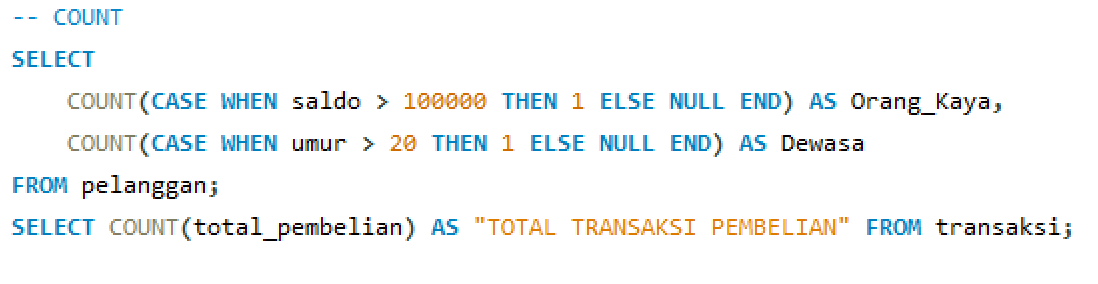 -- COUNT
SELECT
    COUNT(CASE WHEN saldo > 100000 THEN 1 ELSE NULL END) AS Orang_Kaya,
    COUNT(CASE WHEN umur > 20 THEN 1 ELSE NULL END) AS Dewasa
FROM pelanggan;
SELECT COUNT(total_pembelian) AS "TOTAL TRANSAKSI PEMBELIAN" FROM transaksi;